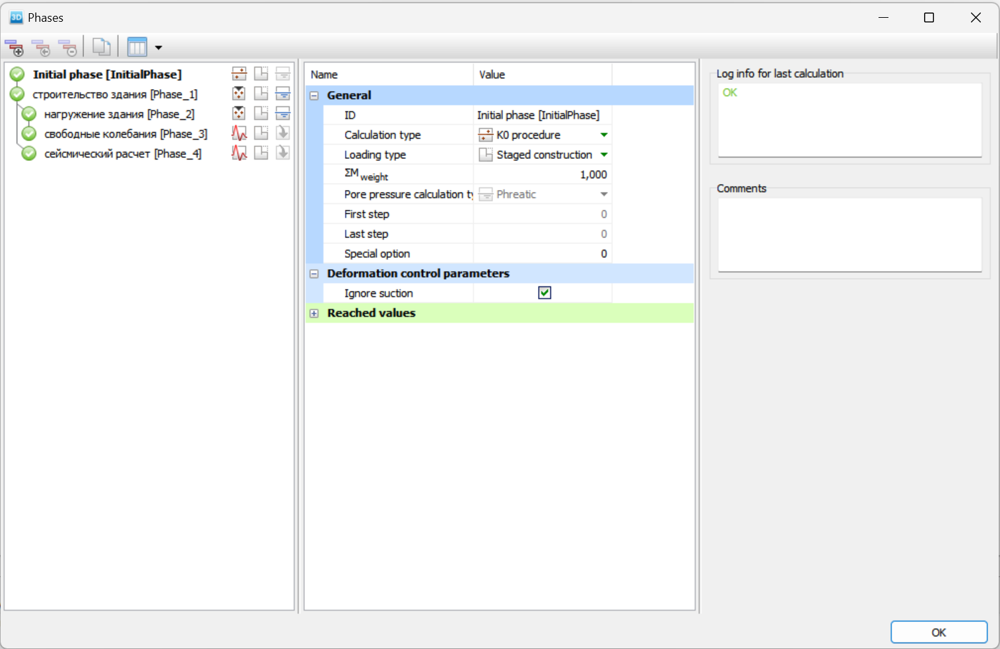 3D Phases
Initial phase [InitialPhase]
строительство здания [Phase_1]
нагружение здания [Phase_2]
свободные колебания [Phase_3]
сейсмический расчет [Phase_4]
Name Value
General
ID Initial phase [InitialPhase]
Calculation type K0 procedure
Loading type Staged construction
ΣM weight 1,000
Pore pressure calculation ty Phreatic
First step 0
Last step 0
Special option 0
Deformation control parameters
Ignore suction
Reached values
Log info for last calculation
OK
Comments
OK